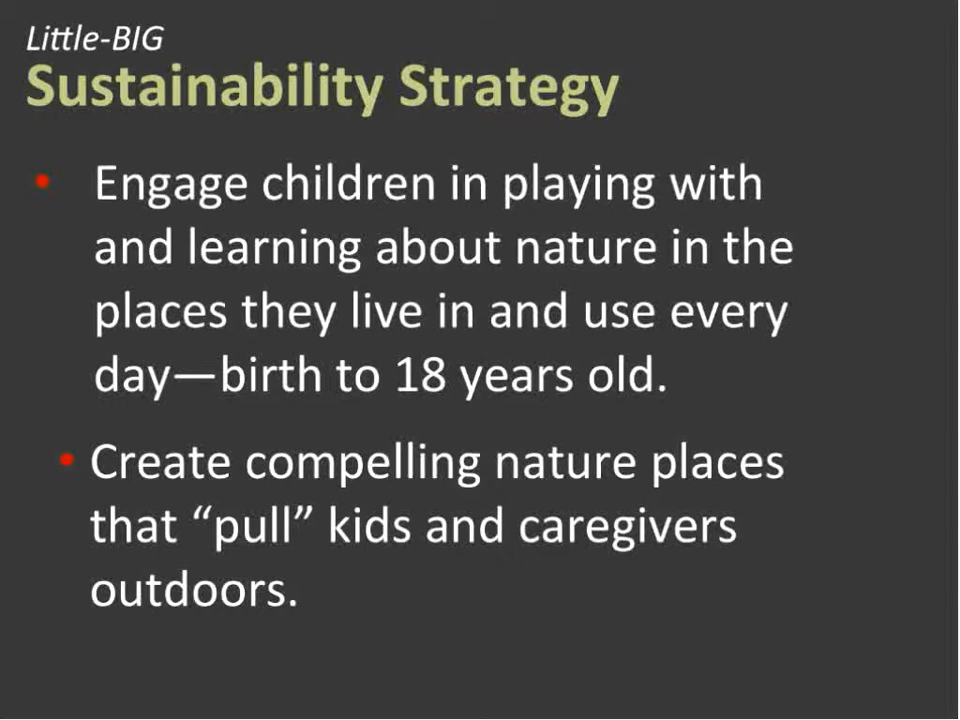 Little-BIG
Sustainability Strategy
• Engage children in playing with
and learning about nature in the
places they live in and use every
day—birth to 18 years old.
• Create compelling nature places
that “pull” kids and caregivers
outdoors.